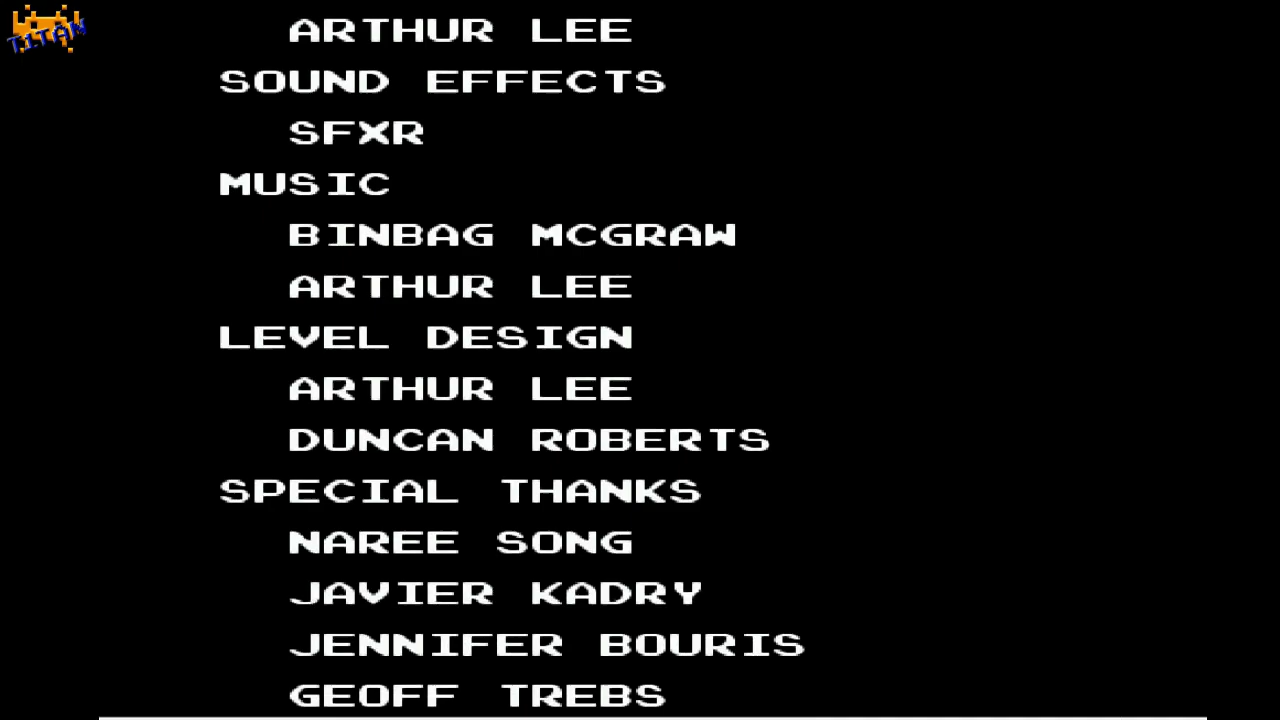 TITAN
ARTHUR LEE
SOUND EFFECTS
SFXR
MUSIC
BINBAG MCGRAW
ARTHUR LEE
LEVEL DESIGN
ARTHUR LEE
DUNCAN ROBERTS
SPECIAL THANKS
NAREE SONG
JAVIER KADRY
JENNIFER BOURIS
GEOFF TREBS